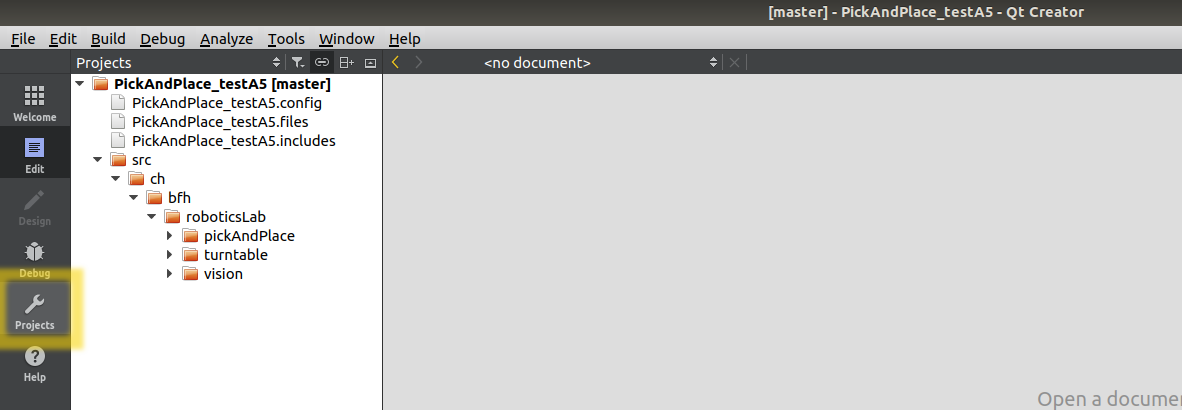 [master] - PickAndPlace_testA5 - Qt Creator
File Edit Build Debug Analyze Tools Window Help
Projects <no document>
PickAndPlace_testA5 [master]
PickAndPlace_testA5.config
PickAndPlace_testA5.files
PickAndPlace_testA5.includes
src
ch
bfh
roboticsLab
pickAndPlace
turntable
vision
Welcome
Edit
Design
Debug
Projects
Help
Open a documen